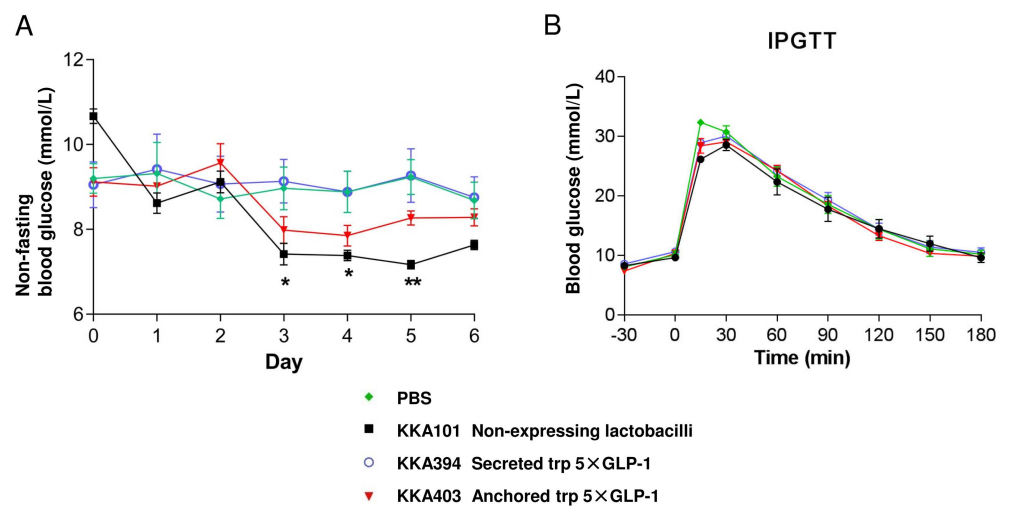 A
Non-fasting
blood glucose (mmol/L)
12
10
8
6
*
*
**
0 1 2 3 4 5 6
Day
B
IPGTT
Blood glucose (mmol/L)
40
30
20
10
0
-30 0 30 60 90 120 150 180
Time (min)
PBS
KKA101 Non-expressing lactobacilli
KKA394 Secreted trp 5×GLP-1
KKA403 Anchored trp 5×GLP-1